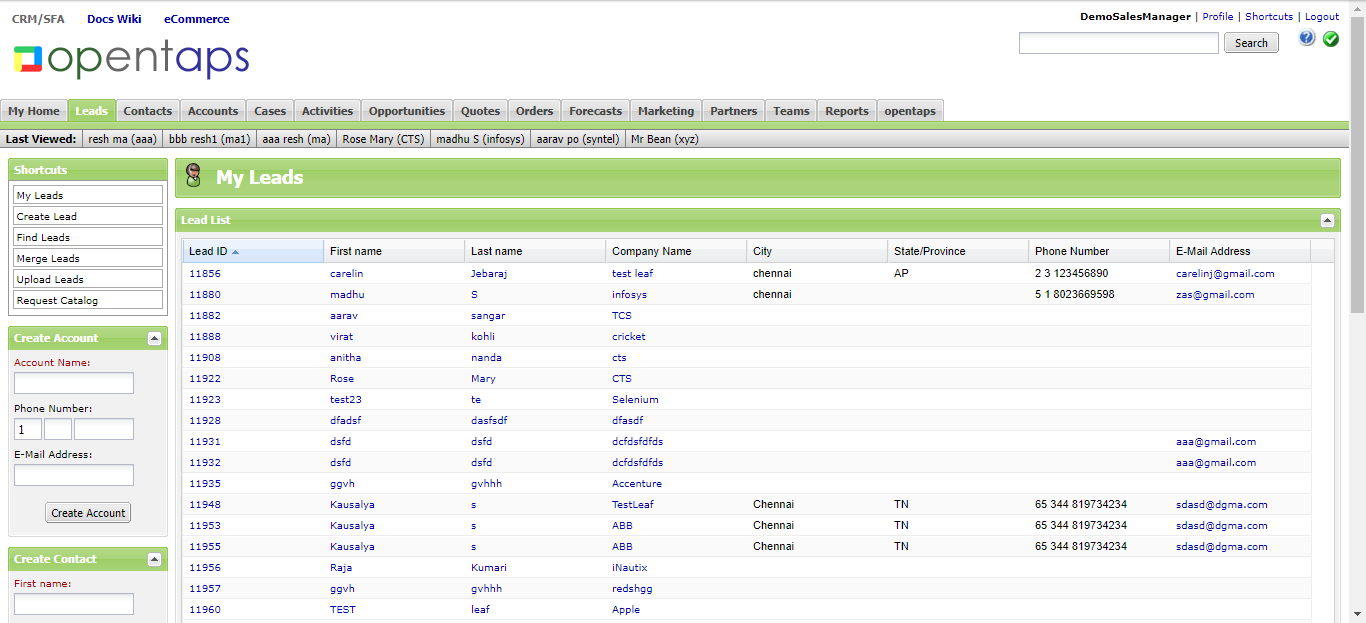 CRM/SFA Docs Wiki eCommerce
DemoSalesManager | Profile | Shortcuts | Logout
opentaps
Search
My Home Leads Contacts Accounts Cases Activities Opportunities Quotes Orders Forecasts Marketing Partners Teams Reports opentaps
Last Viewed: resh ma (aaa) bbb resh1 (ma1) aaa resh (ma) Rose Mary (CTS) madhu S (infosys) aarav po (syntel) Mr Bean (xyz)
Shortcuts
My Leads
Create Lead
Find Leads
Merge Leads
Upload Leads
Request Catalog
Create Account
Account Name:
Phone Number:
1
E-Mail Address:
Create Account
Create Contact
First name:
My Leads
Lead List
Lead ID First name Last name Company Name City State/Province Phone Number E-Mail Address
11856 carelin Jebaraj test leaf chennai AP 2 3 123456890 carelinj@gmail.com
11880 madhu S infosys chennai 5 1 8023669598 zas@gmail.com
11882 aarav sangar TCS
11888 virat kohli cricket
11908 anitha nanda cts
11922 Rose Mary CTS
11923 test23 te Selenium
11928 dfadsf dasfsdf dfasdf
11931 dsfd dsfd dcfdsfdfds aaa@gmail.com
11932 dsfd dsfd dcfdsfdfds aaa@gmail.com
11935 ggvh gvhhh Accenture
11948 Kausalya s TestLeaf Chennai TN 65 344 819734234 sdasd@dgma.com
11953 Kausalya s ABB Chennai TN 65 344 819734234 sdasd@dgma.com
11955 Kausalya s ABB Chennai TN 65 344 819734234 sdasd@dgma.com
11956 Raja Kumari iNautix
11957 ggvh gvhhh redshgg
11960 TEST leaf Apple